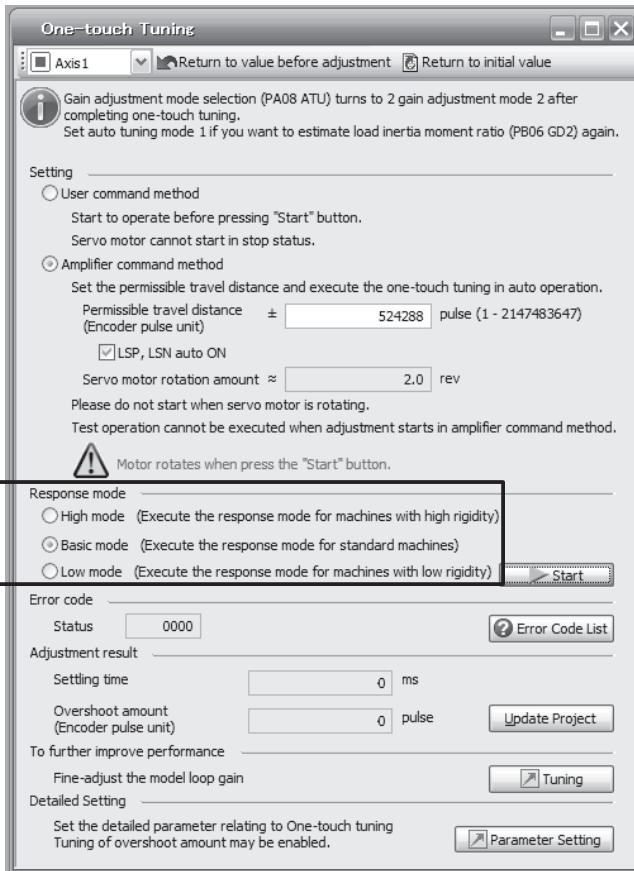 One-touch Tuning
Axis1 Return to value before adjustment Return to initial value
Gain adjustment mode selection (PA08 ATU) turns to 2 gain adjustment mode 2 after
completing one-touch tuning.
Set auto tuning mode 1 if you want to estimate load inertia moment ratio (PB06 GD2) again.
Setting
User command method
Start to operate before pressing "Start" button.
Servo motor cannot start in stop status.
Amplifier command method
Set the permissible travel distance and execute the one-touch tuning in auto operation.
Permissible travel distance ± 524288 pulse (1 - 2147483647)
(Encoder pulse unit)
LSP, LSN auto ON
Servo motor rotation amount ≈ 2.0 rev
Please do not start when servo motor is rotating.
Test operation cannot be executed when adjustment starts in amplifier command method.
Motor rotates when press the "Start" button.
Response mode
High mode (Execute the response mode for machines with high rigidity)
Basic mode (Execute the response mode for standard machines)
Low mode (Execute the response mode for machines with low rigidity) Start
Error code
Status 0000 Error Code List
Adjustment result
Settling time 0 ms
Overshoot amount 0 pulse Update Project
(Encoder pulse unit)
To further improve performance
Fine-adjust the model loop gain Tuning
Detailed Setting
Set the detailed parameter relating to One-touch tuning
Tuning of overshoot amount may be enabled. Parameter Setting